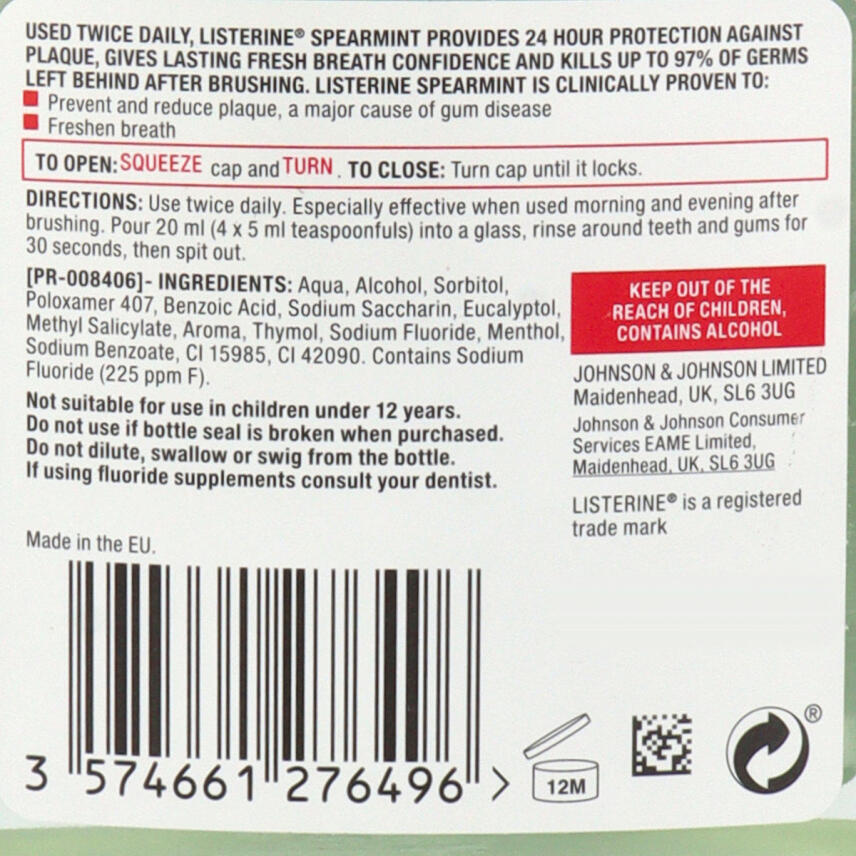 USED TWICE DAILY, LISTERINE® SPEARMINT PROVIDES 24 HOUR PROTECTION AGAINST
PLAQUE, GIVES LASTING FRESH BREATH CONFIDENCE AND KILLS UP TO 97% OF GERMS
LEFT BEHIND AFTER BRUSHING. LISTERINE SPEARMINT IS CLINICALLY PROVEN TO:
Prevent and reduce plaque, a major cause of gum disease
Freshen breath
TO OPEN: SQUEEZE cap and TURN. TO CLOSE: Turn cap until it locks.
DIRECTIONS: Use twice daily. Especially effective when used morning and evening after
brushing. Pour 20 ml (4 x 5 ml teaspoonfuls) into a glass, rinse around teeth and gums for
30 seconds, then spit out.
[PR-008406]- INGREDIENTS: Aqua, Alcohol, Sorbitol,
Poloxamer 407, Benzoic Acid, Sodium Saccharin, Eucalyptol,
Methyl Salicylate, Aroma, Thymol, Sodium Fluoride, Menthol,
Sodium Benzoate, CI 15985, CI 42090. Contains Sodium
Fluoride (225 ppm F).
Not suitable for use in children under 12 years.
Do not use if bottle seal is broken when purchased.
Do not dilute, swallow or swig from the bottle.
If using fluoride supplements consult your dentist.
KEEP OUT OF THE
REACH OF CHILDREN,
CONTAINS ALCOHOL
JOHNSON & JOHNSON LIMITED
Maidenhead, UK, SL6 3UG
Johnson & Johnson Consumer
Services EAME Limited,
Maidenhead, UK, SL6 3UG
LISTERINE® is a registered
trade mark
Made in the EU.
3 574661 276496 >
12M
®